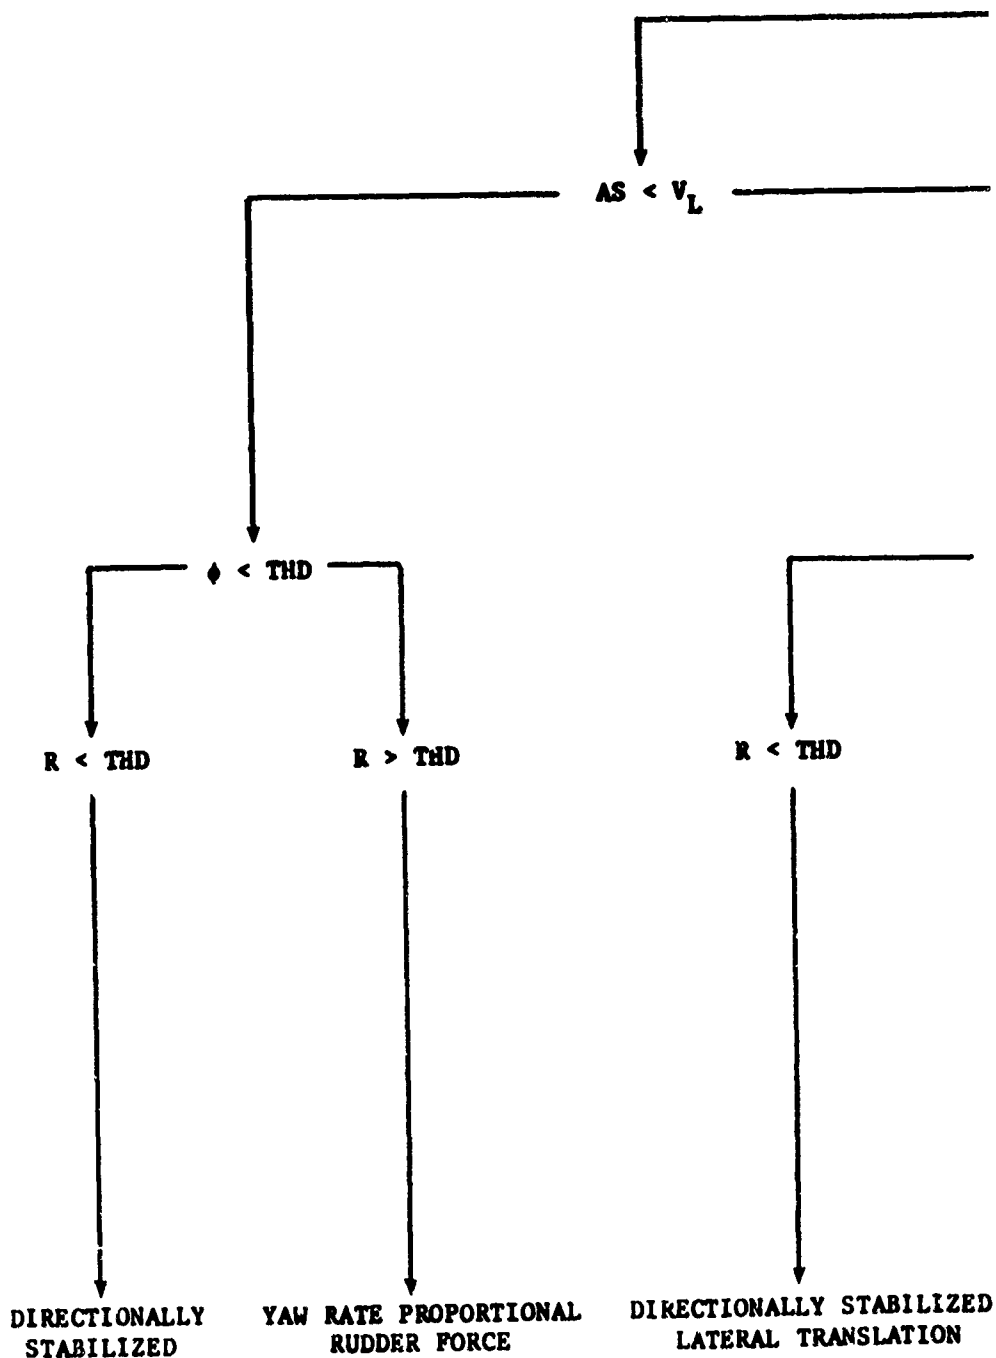 AS < V_L
ϕ < THD
R < THD
R > THD
R < THD
DIRECTIONALLY
STABILIZED
YAW RATE PROPORTIONAL
RUDDER FORCE
DIRECTIONALLY STABILIZED
LATERAL TRANSLATION